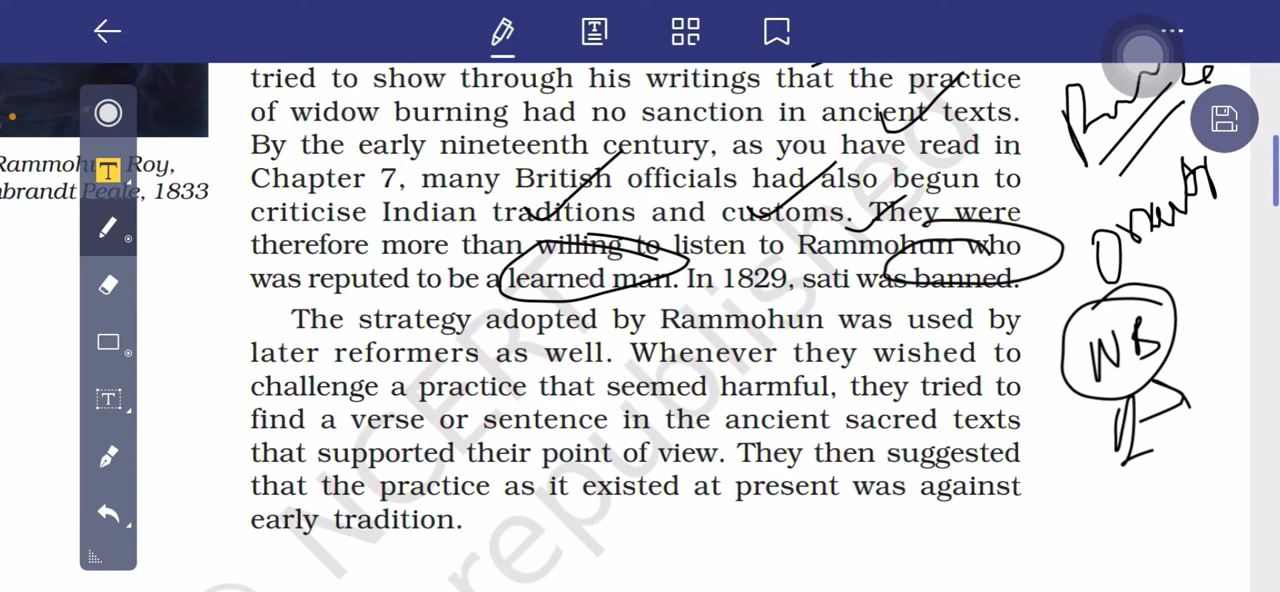 tried to show through his writings that the practice
of widow burning had no sanction in ancient texts.
By the early nineteenth century, as you have read in
Chapter 7, many British officials had also begun to
criticise Indian traditions and customs. They were
therefore more than willing to listen to Rammohun who
was reputed to be a learned man. In 1829, sati was banned.
The strategy adopted by Rammohun was used by
later reformers as well. Whenever they wished to
challenge a practice that seemed harmful, they tried to
find a verse or sentence in the ancient sacred texts
that supported their point of view. They then suggested
that the practice as it existed at present was against
early tradition.
Roy,
Peale, 1833
WB
© NCERT
republished